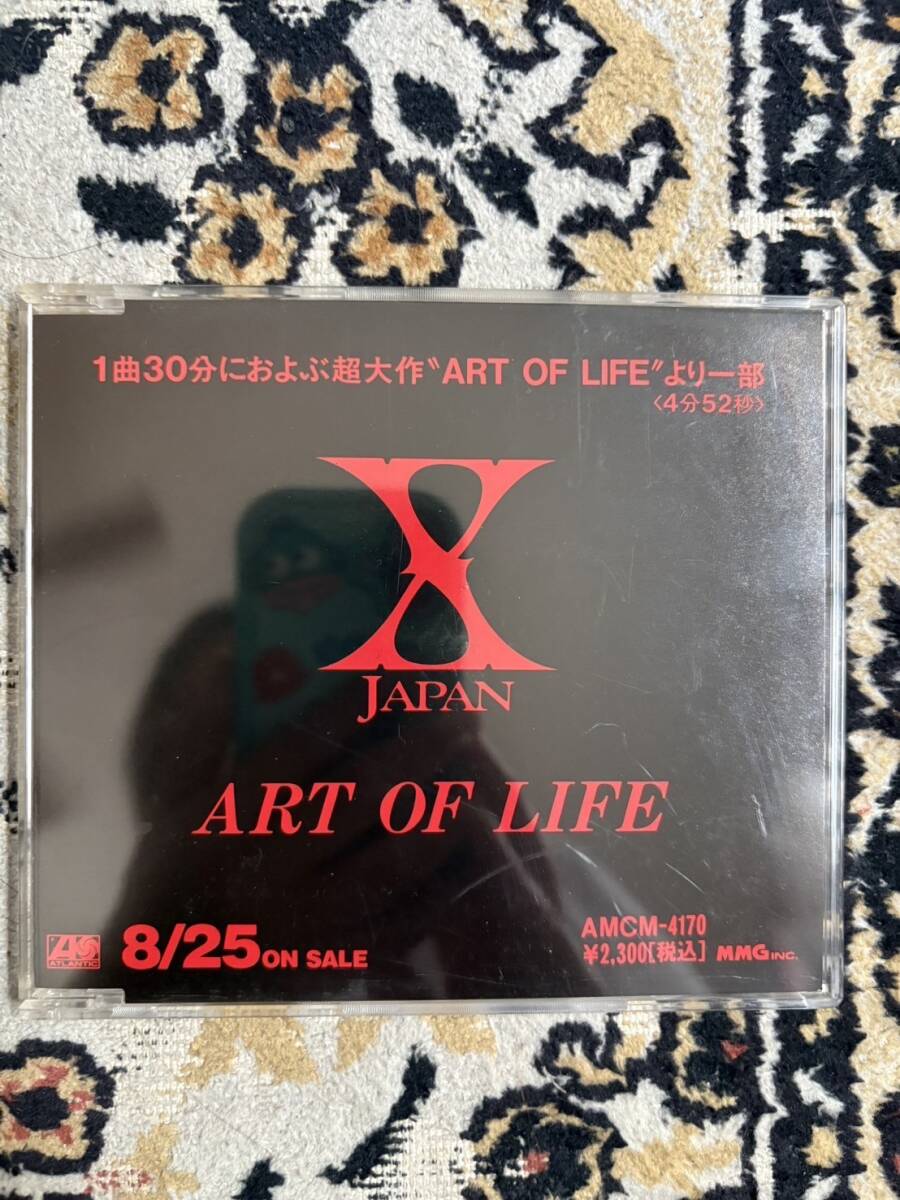 1曲30分におよぶ超大作〝ART OF LIFE〟より一部
〈4分52秒〉
X
JAPAN
ART OF LIFE
ATLANTIC
8/25 ON SALE
AMCM-4170
¥2,300[税込]
MMG INC.